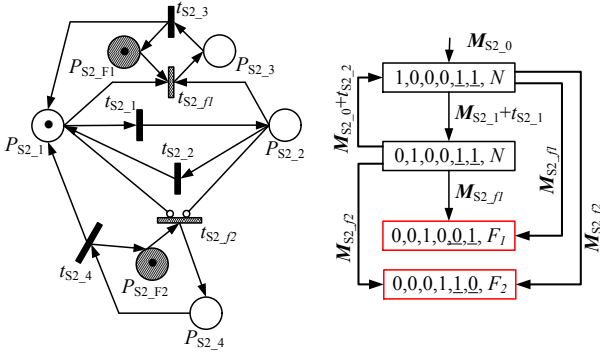 t_S2_3
P_S2_F1
P_S2_3
t_S2_f1
t_S2_1
P_S2_1
P_S2_2
t_S2_2
t_S2_f2
t_S2_4
P_S2_F2
P_S2_4
M_S2_0
1,0,0,0,1,1, N
M_S2_0+t_S2_2
M_S2_1+t_S2_1
0,1,0,0,1,1, N
M_S2_f1
M_S2_f1
M_S2_f2
M_S2_f2
0,0,1,0,0,1, F_1
0,0,0,1,1,0, F_2